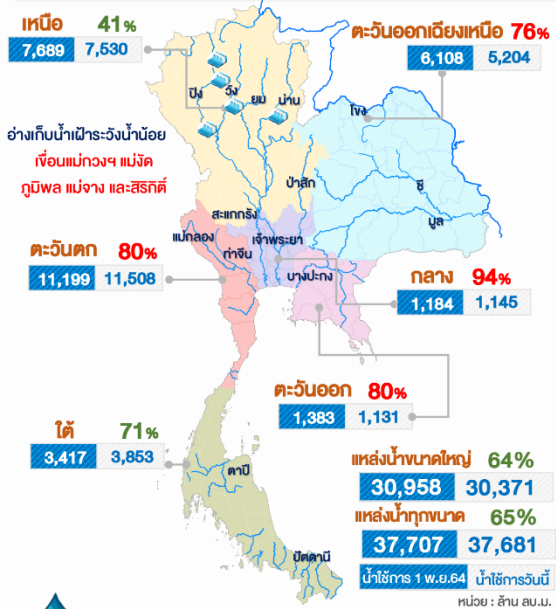 เหนือ 41%
7,689 7,530
ตะวันออกเฉียงเหนือ 76%
6,108 5,204
ปิง
วัง
ยม
น่าน
โขง
อ่างเก็บน้ำเฝ้าระวังน้ำน้อย
เขื่อนแม่กวงฯ แม่งัด
ภูมิพล แม่จาง และสิริกิติ์
ป่าสัก
ชี
มูล
สะแกกรัง
แม่กลอง
ท่าจีน
เจ้าพระยา
บางปะกง
ตะวันตก 80%
11,199 11,508
กลาง 94%
1,184 1,145
ตะวันออก 80%
1,383 1,131
ใต้ 71%
3,417 3,853
ตาปี
ปัตตานี
แหล่งน้ำขนาดใหญ่ 64%
30,958 30,371
แหล่งน้ำทุกขนาด 65%
37,707 37,681
น้ำใช้การ 1 พ.ย.64 น้ำใช้การวันนี้
หน่วย : ล้าน ลบ.ม.